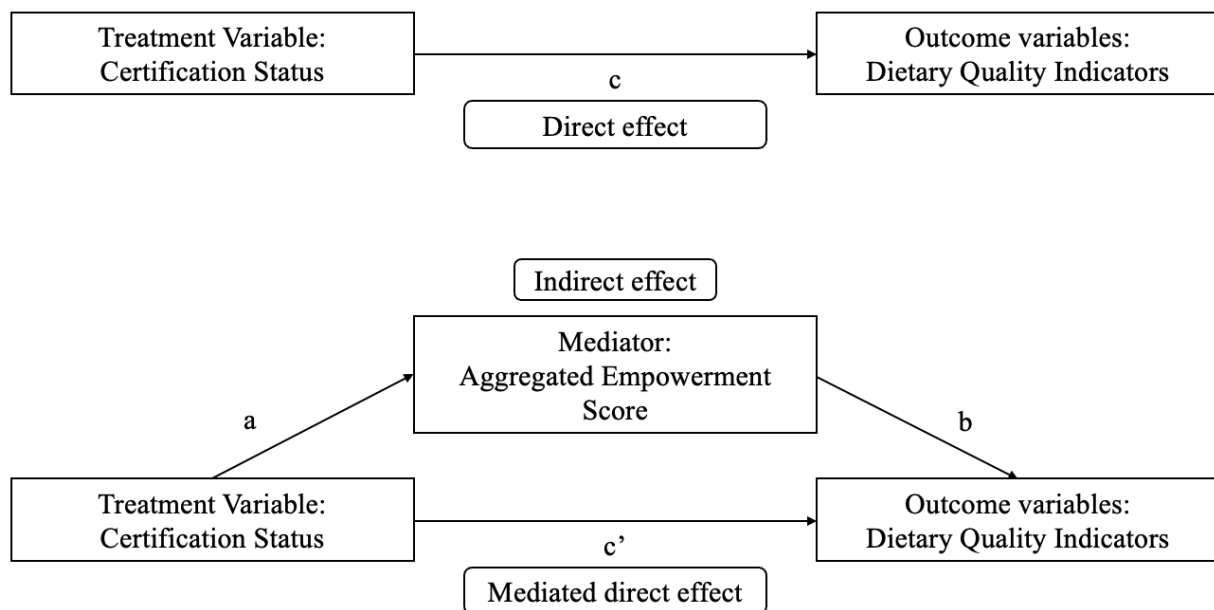 Treatment Variable:
Certification Status
Outcome variables:
Dietary Quality Indicators
c
Direct effect
Indirect effect
Mediator:
Aggregated Empowerment
Score
a
b
Treatment Variable:
Certification Status
Outcome variables:
Dietary Quality Indicators
c’
Mediated direct effect